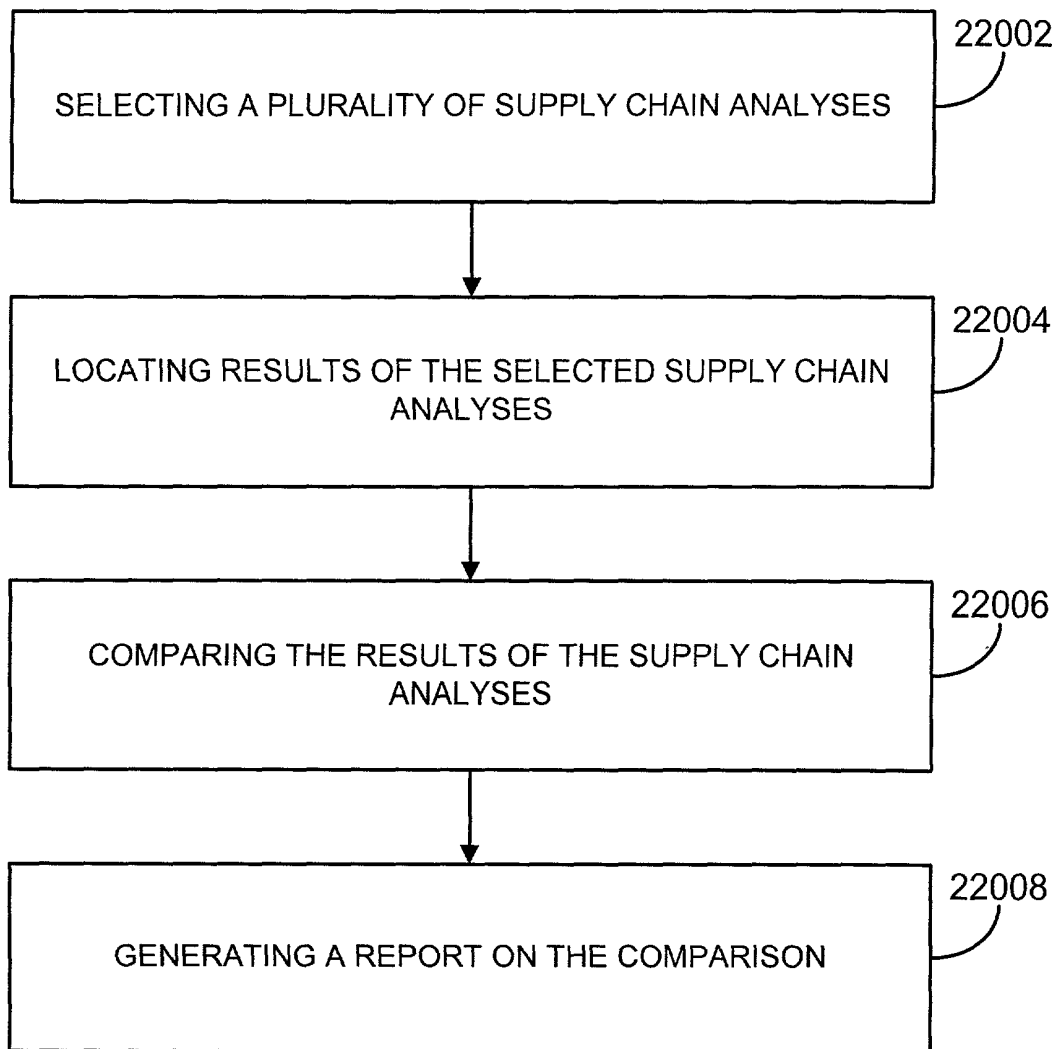 22002
SELECTING A PLURALITY OF SUPPLY CHAIN ANALYSES
22004
LOCATING RESULTS OF THE SELECTED SUPPLY CHAIN
ANALYSES
22006
COMPARING THE RESULTS OF THE SUPPLY CHAIN
ANALYSES
22008
GENERATING A REPORT ON THE COMPARISON